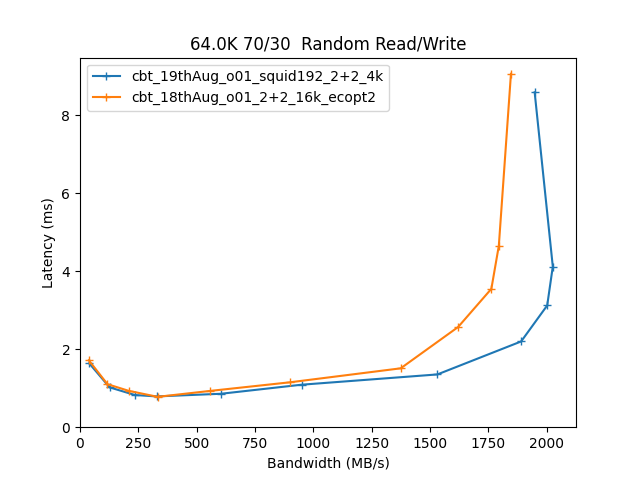 64.0K 70/30  Random Read/Write
cbt_19thAug_o01_squid192_2+2_4k
cbt_18thAug_o01_2+2_16k_ecopt2
8
6
4
2
0
Latency (ms)
0 250 500 750 1000 1250 1500 1750 2000
Bandwidth (MB/s)